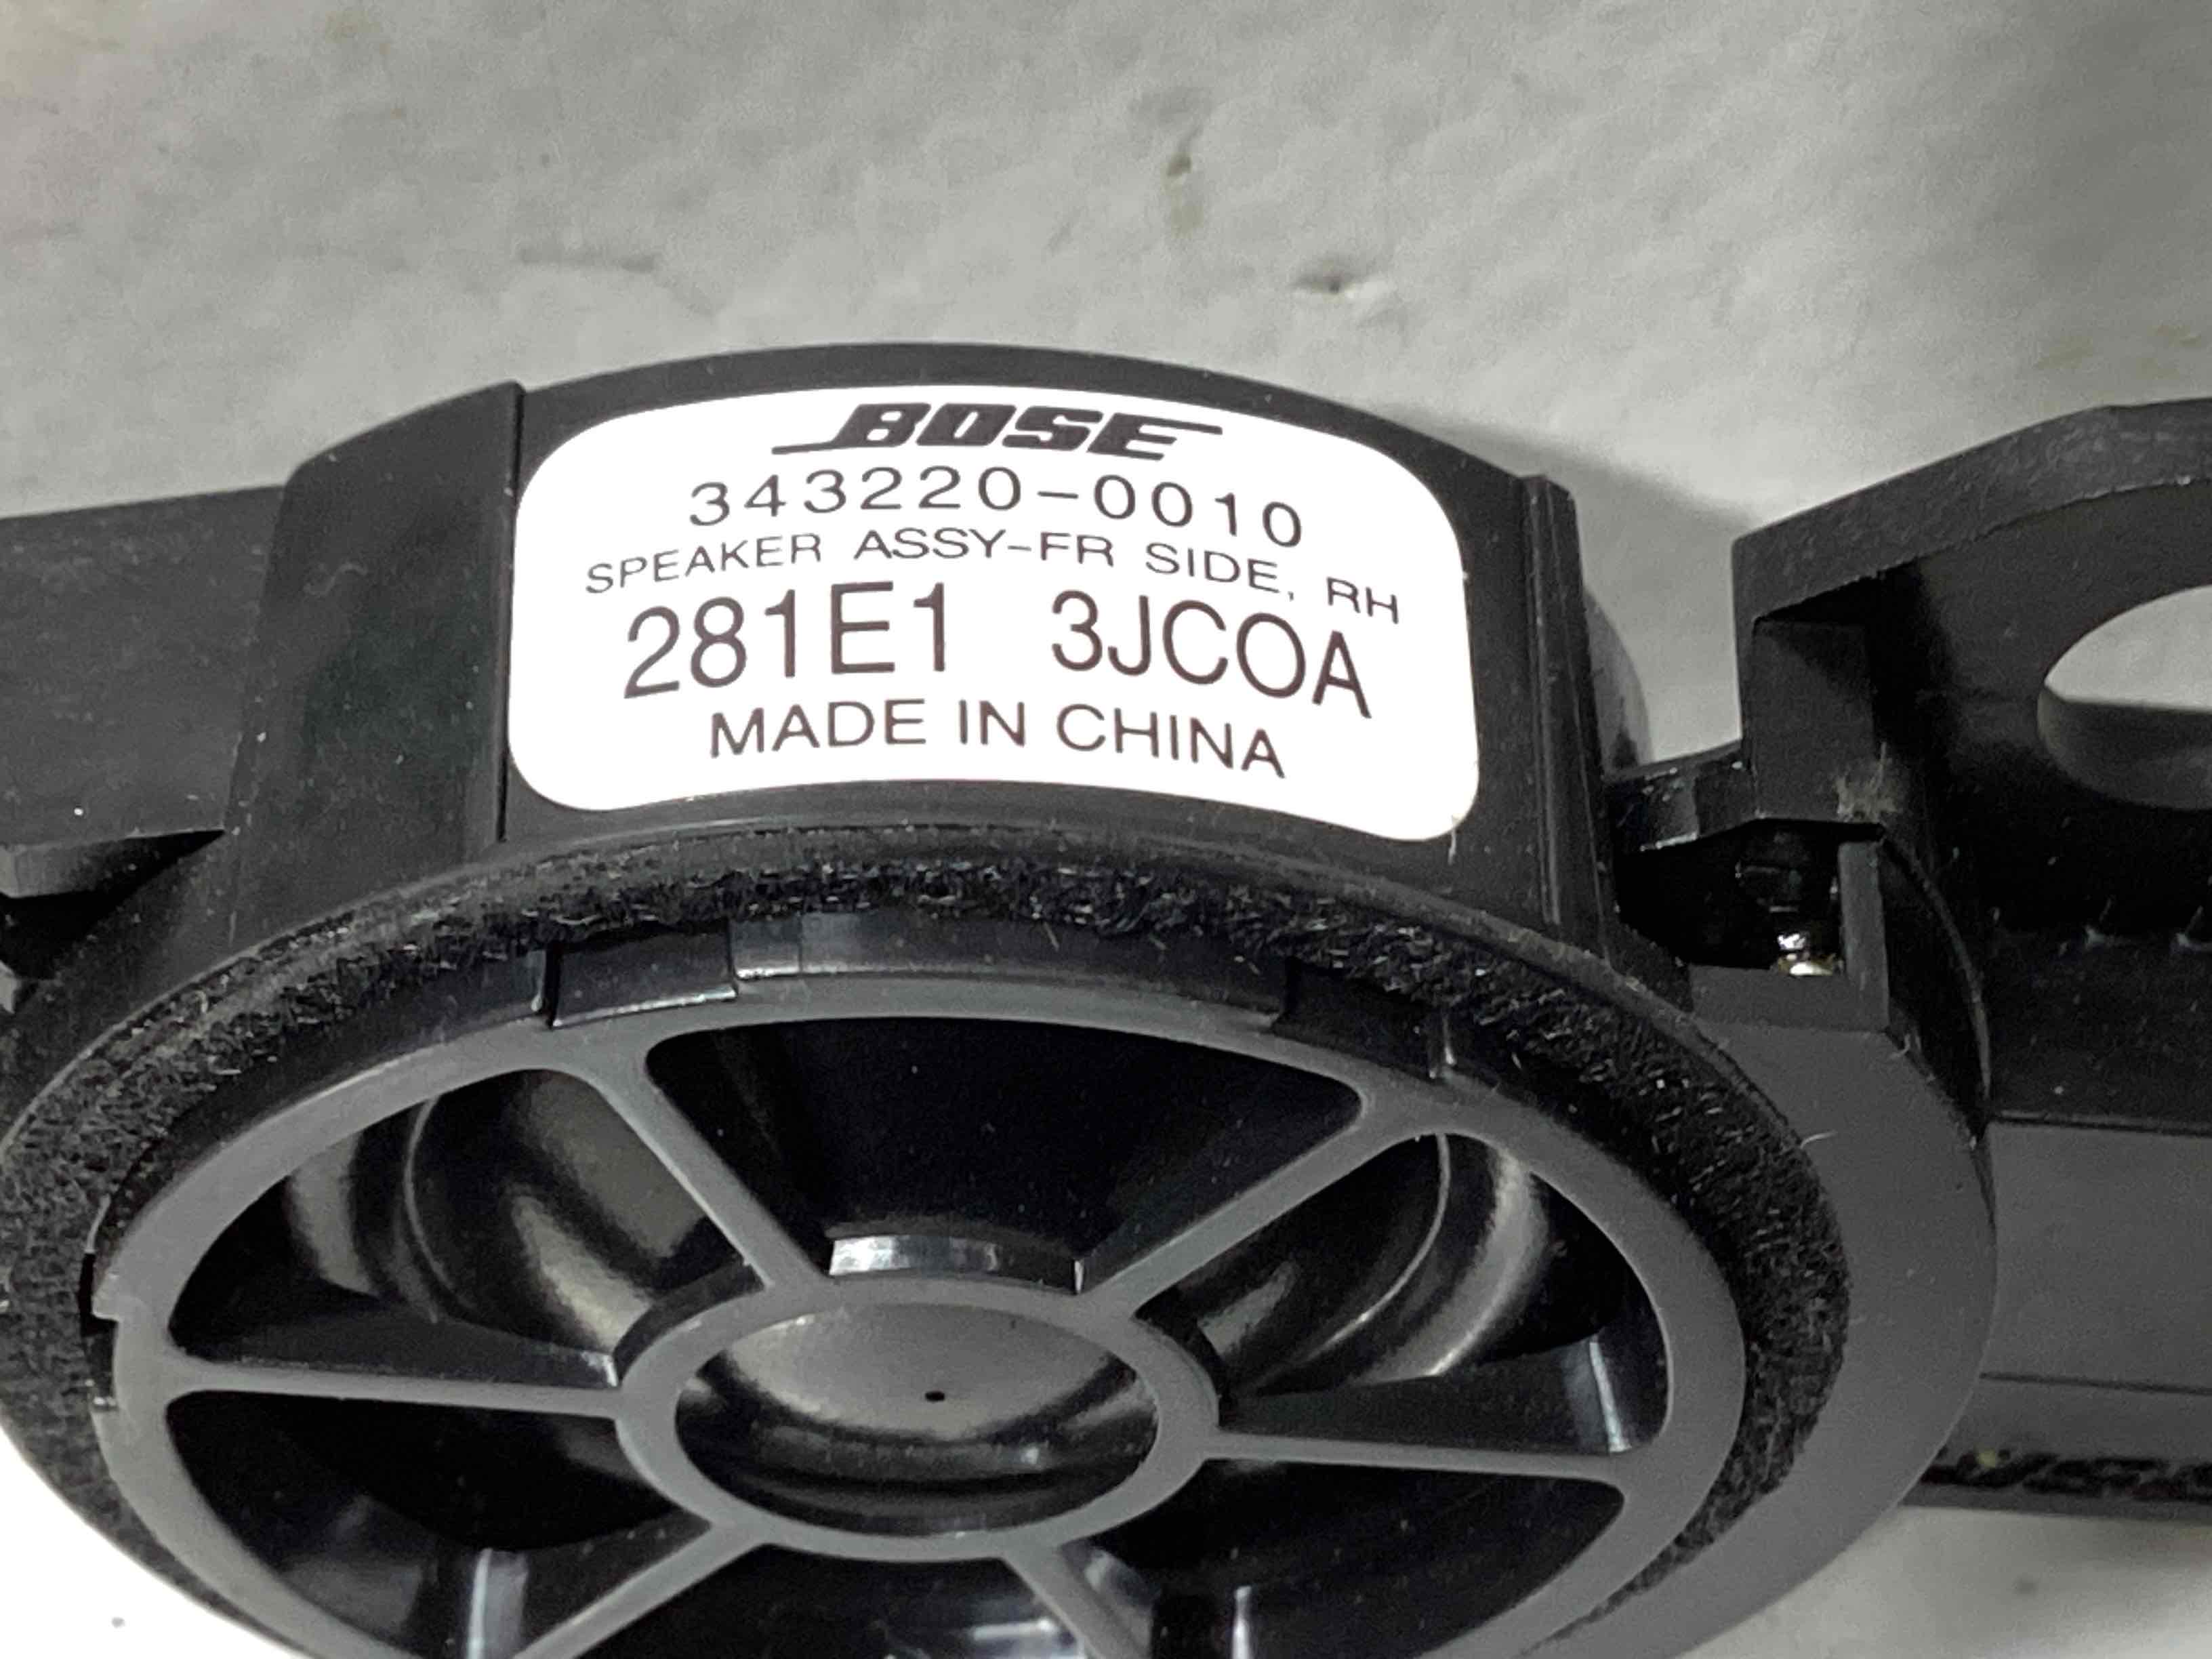 BOSE
343220-0010
SPEAKER ASSY-FR SIDE, RH
281E1 3JC0A
MADE IN CHINA